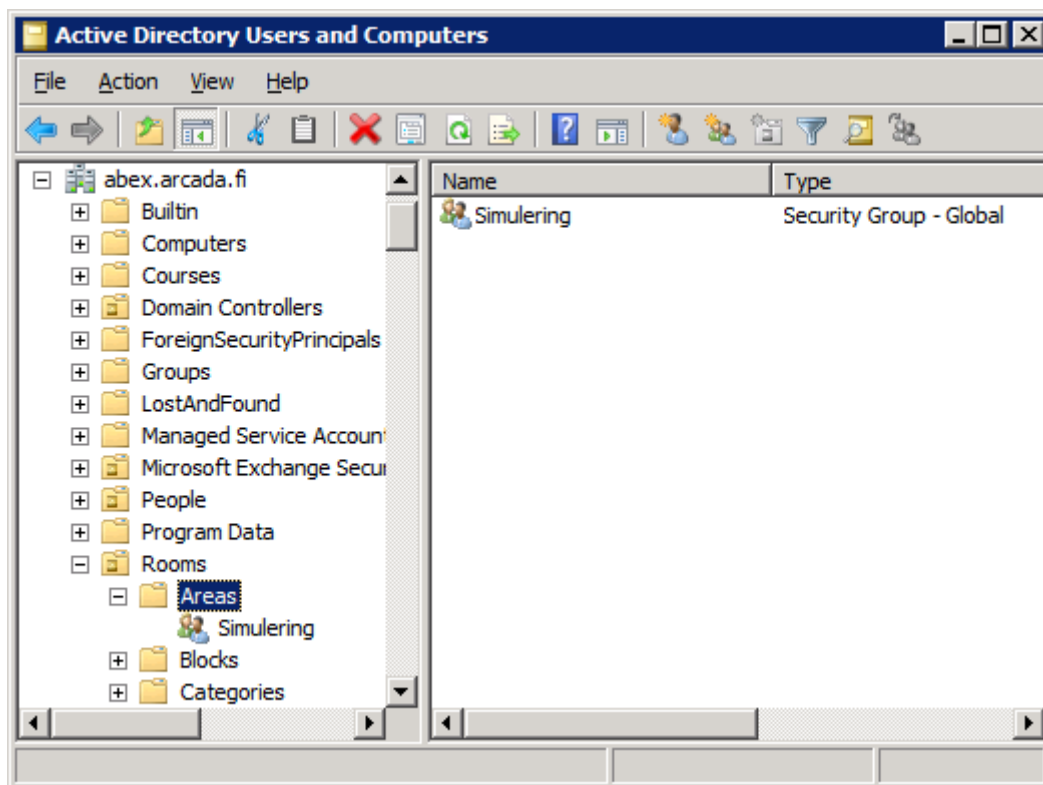 Active Directory Users and Computers
File Action View Help
abex.arcada.fi
Builtin
Computers
Courses
Domain Controllers
ForeignSecurityPrincipals
Groups
LostAndFound
Managed Service Accoun
Microsoft Exchange Secur
People
Program Data
Rooms
Areas
Simulering
Blocks
Categories
Name Type
Simulering Security Group - Global